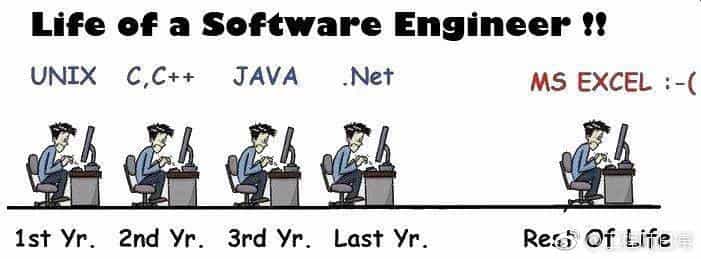 Life of a Software Engineer !!
UNIX C,C++ JAVA .Net MS EXCEL :-(
1st Yr. 2nd Yr. 3rd Yr. Last Yr. Rest Of Life